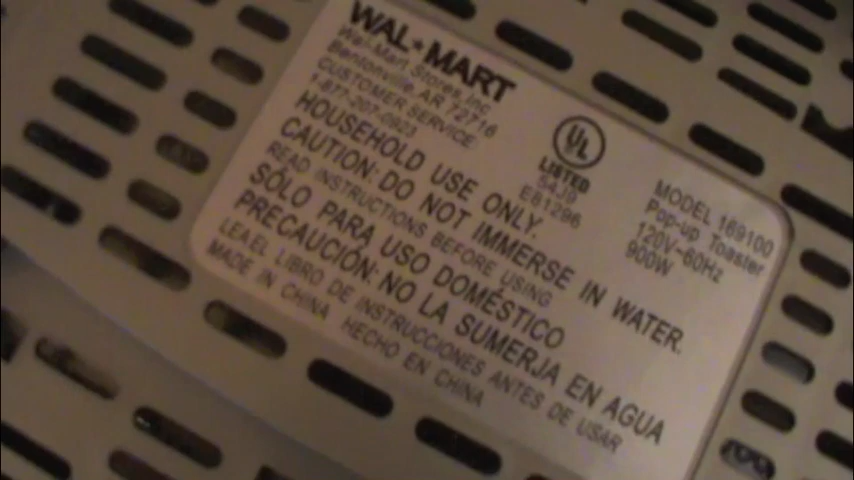 WAL★MART
Wal-Mart Stores, Inc.
Bentonville, AR 72716
CUSTOMER SERVICE:
1-877-207-0923
HOUSEHOLD USE ONLY.
CAUTION: DO NOT IMMERSE IN WATER.
READ INSTRUCTIONS BEFORE USING
SÓLO PARA USO DOMÉSTICO
PRECAUCIÓN: NO LA SUMERJA EN AGUA
LEA EL LIBRO DE INSTRUCCIONES ANTES DE USAR
MADE IN CHINA HECHO EN CHINA
UL
LISTED
54J9
E81296
MODEL 169100
Pop-up Toaster
120V~60Hz
900W